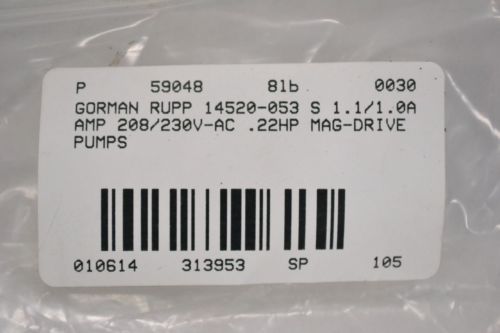 P 59048 8lb 0030
GORMAN RUPP 14520-053 S 1.1/1.0A
AMP 208/230V-AC .22HP MAG-DRIVE
PUMPS
010614 313953 SP 105